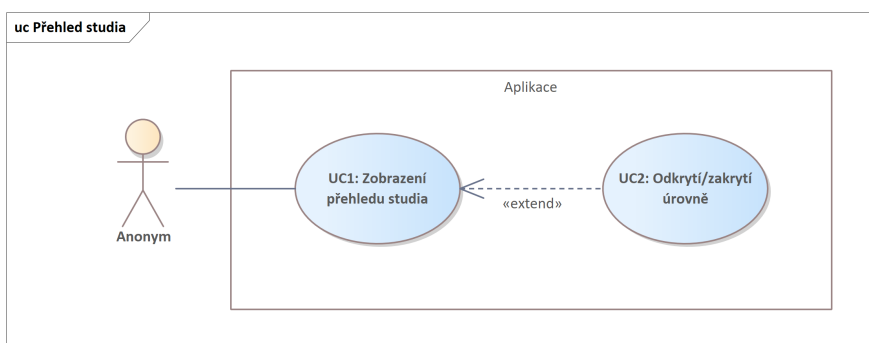 uc Přehled studia
Aplikace
UC1: Zobrazení
přehledu studia
UC2: Odkrytí/zakrytí
úrovně
«extend»
Anonym